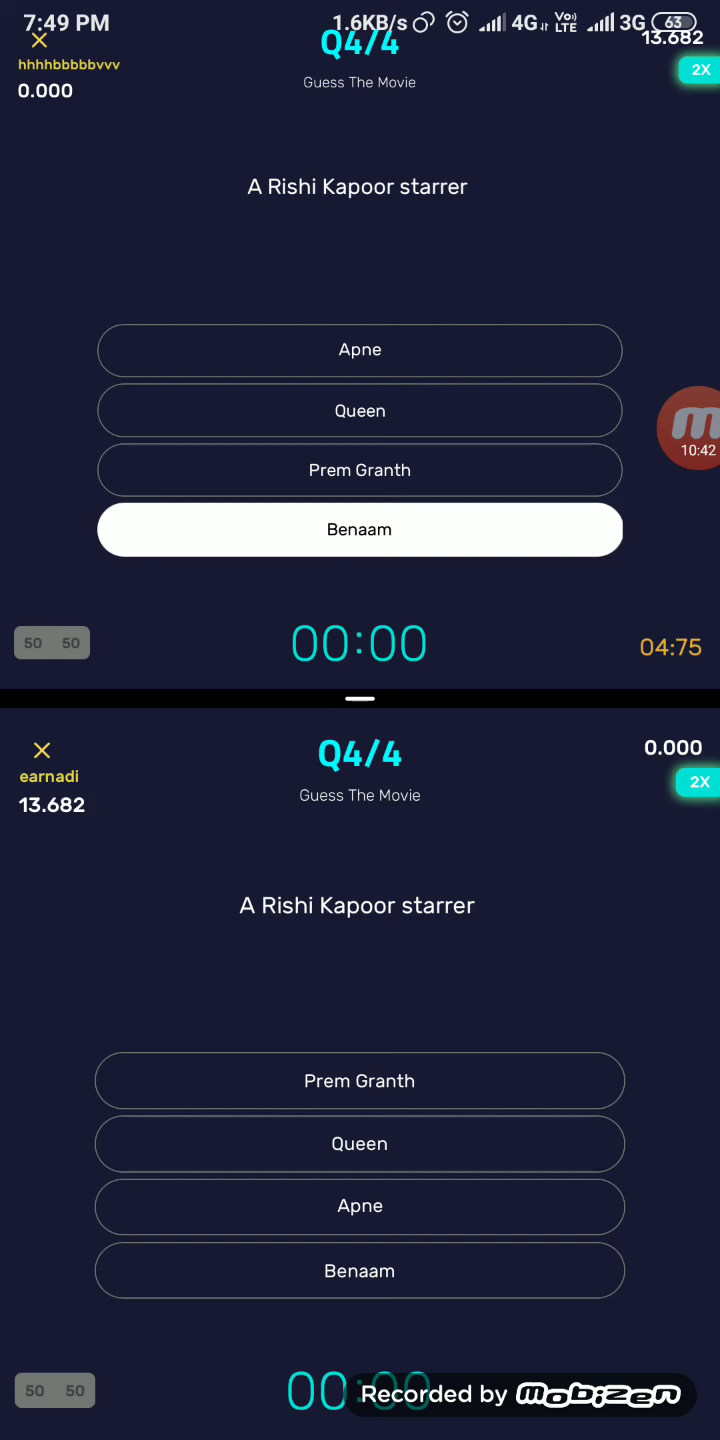 7:49 PM 1.6KB/s 4G Vo)) LTE 3G 63
Q4/4 13.682
hhhhbbbbbvvv
0.000 Guess The Movie 2X
A Rishi Kapoor starrer
Apne
Queen
Prem Granth
10:42
Benaam
50 50 00:00 04:75
Q4/4 0.000
earnadi
13.682 Guess The Movie 2X
A Rishi Kapoor starrer
Prem Granth
Queen
Apne
Benaam
50 50 00:00
Recorded by mobizen